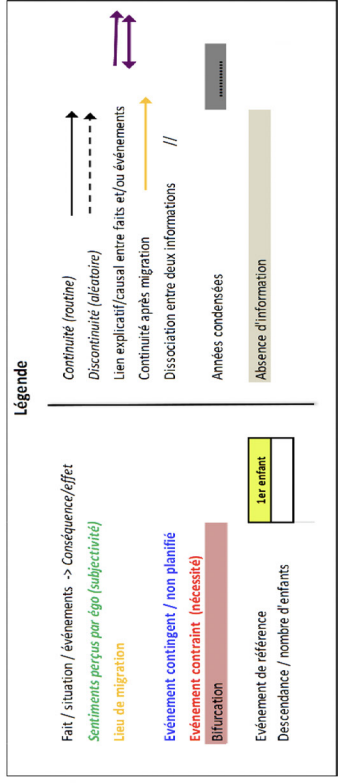 Légende
Fait / situation / événements -> Conséquence/effet
Sentiments perçus par égo (subjectivité)
Lieu de migration
Evénement contingent / non planifié
Evénement contraint (nécessité)
Bifurcation
Evénement de référence
1er enfant
Descendance / nombre d'enfants
Continuité (routine)
Discontinuité (aléatoire)
Lien explicatif/causal entre faits et/ou événements
Continuité après migration
Dissociation entre deux informations //
Années condensées ............
Absence d'information